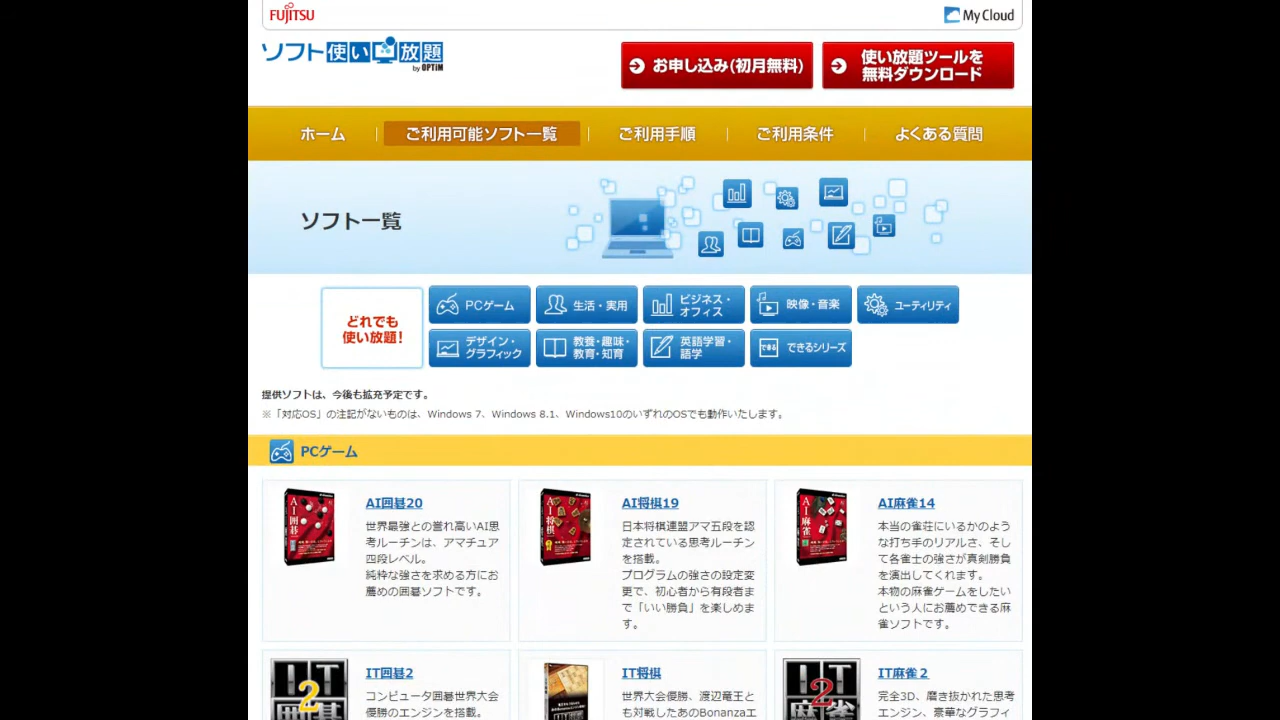 FUJITSU
My Cloud
ソフト使い放題
by OPTiM
お申し込み(初月無料)
使い放題ツールを
無料ダウンロード
ホーム
ご利用可能ソフト一覧
ご利用手順
ご利用条件
よくある質問
ソフト一覧
どれでも
使い放題!
PCゲーム
生活・実用
ビジネス・
オフィス
映像・音楽
ユーティリティ
デザイン・
グラフィック
教養・趣味・
教育・知育
英語学習・
語学
できる
できるシリーズ
提供ソフトは、今後も拡充予定です。
※「対応OS」の注記がないものは、Windows 7、Windows 8.1、Windows10のいずれのOSでも動作いたします。
PCゲーム
AI囲碁
AI囲碁20
世界最強との誉れ高いAI思
考ルーチンは、アマチュア
四段レベル。
純粋な強さを求める方にお
薦めの囲碁ソフトです。
AI将棋
AI将棋19
日本将棋連盟アマ五段を認
定されている思考ルーチン
を搭載。
プログラムの強さの設定変
更で、初心者から有段者ま
で「いい勝負」を楽しめま
す。
AI麻雀
AI麻雀14
本当の雀荘にいるかのよう
な打ち手のリアルさ、そし
て各雀士の強さが真剣勝負
を演出してくれます。
本物の麻雀ゲームをしたい
という人にお薦めできる麻
雀ソフトです。
IT
2
囲碁
IT囲碁2
コンピュータ囲碁世界大会
優勝のエンジンを搭載。
IT将棋
世界大会優勝、渡辺竜王と
も対戦したあのBonanzaエ
IT
2
麻雀
IT麻雀2
完全3D、磨き抜かれた思考
エンジン、豪華なグラフィ